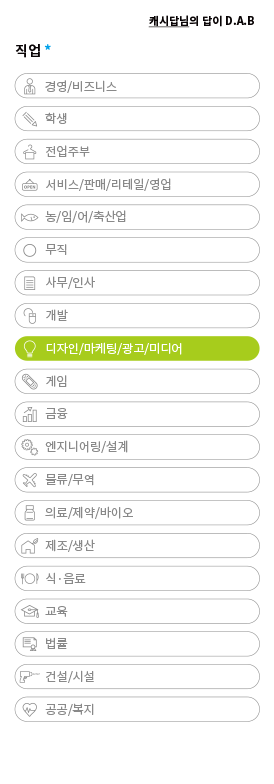 캐시답님의 답이 D.A.B
직업 *
경영/비즈니스
학생
전업주부
OPEN
서비스/판매/리테일/영업
농/임/어/축산업
무직
사무/인사
개발
디자인/마케팅/광고/미디어
게임
금융
엔지니어링/설계
물류/무역
의료/제약/바이오
제조/생산
식·음료
교육
법률
건설/시설
공공/복지